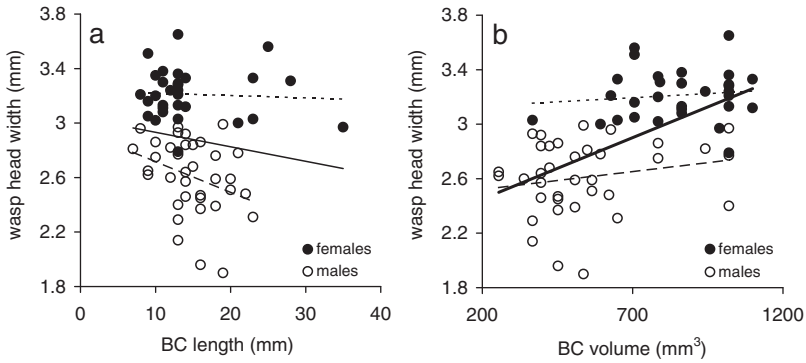 a
wasp head width (mm)
3.8
3.4
3
2.6
2.2
1.8
0 10 20 30 40
BC length (mm)
females
males
b
wasp head width (mm)
3.8
3.4
3
2.6
2.2
1.8
200 700 1200
BC volume (mm³)
females
males